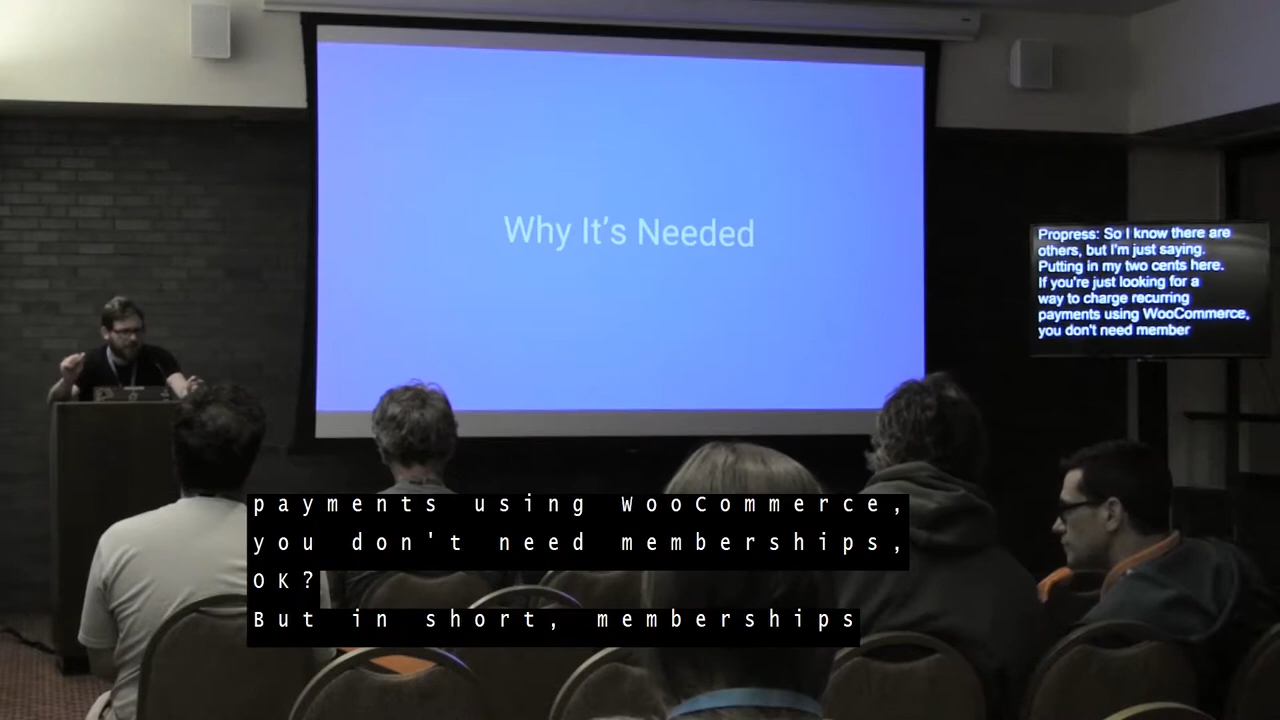 Why It's Needed
Propress: So I know there are
others, but I'm just saying.
Putting in my two cents here.
If you're just looking for a
way to charge recurring
payments using WooCommerce,
you don't need member
payments using WooCommerce,
you don't need memberships,
OK?
But in short, memberships